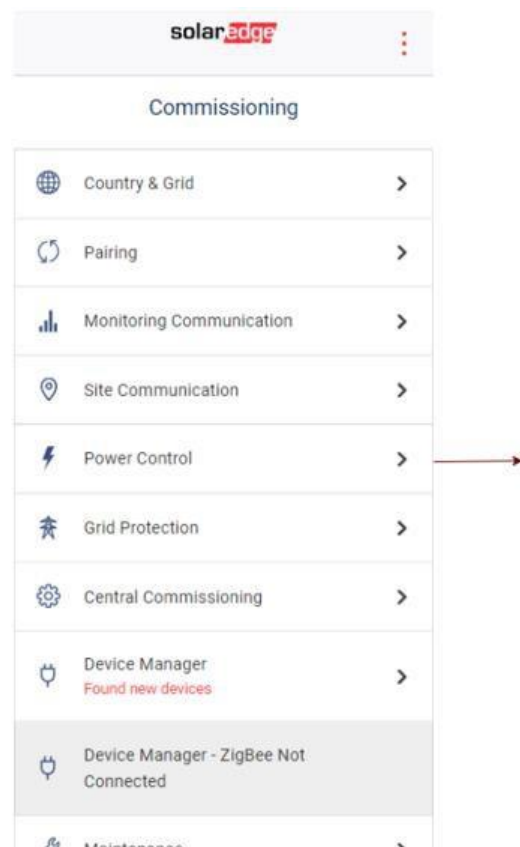 solaredge
Commissioning
Country & Grid
Pairing
Monitoring Communication
Site Communication
Power Control
Grid Protection
Central Commissioning
Device Manager
Found new devices
Device Manager - ZigBee Not
Connected
Maintenance